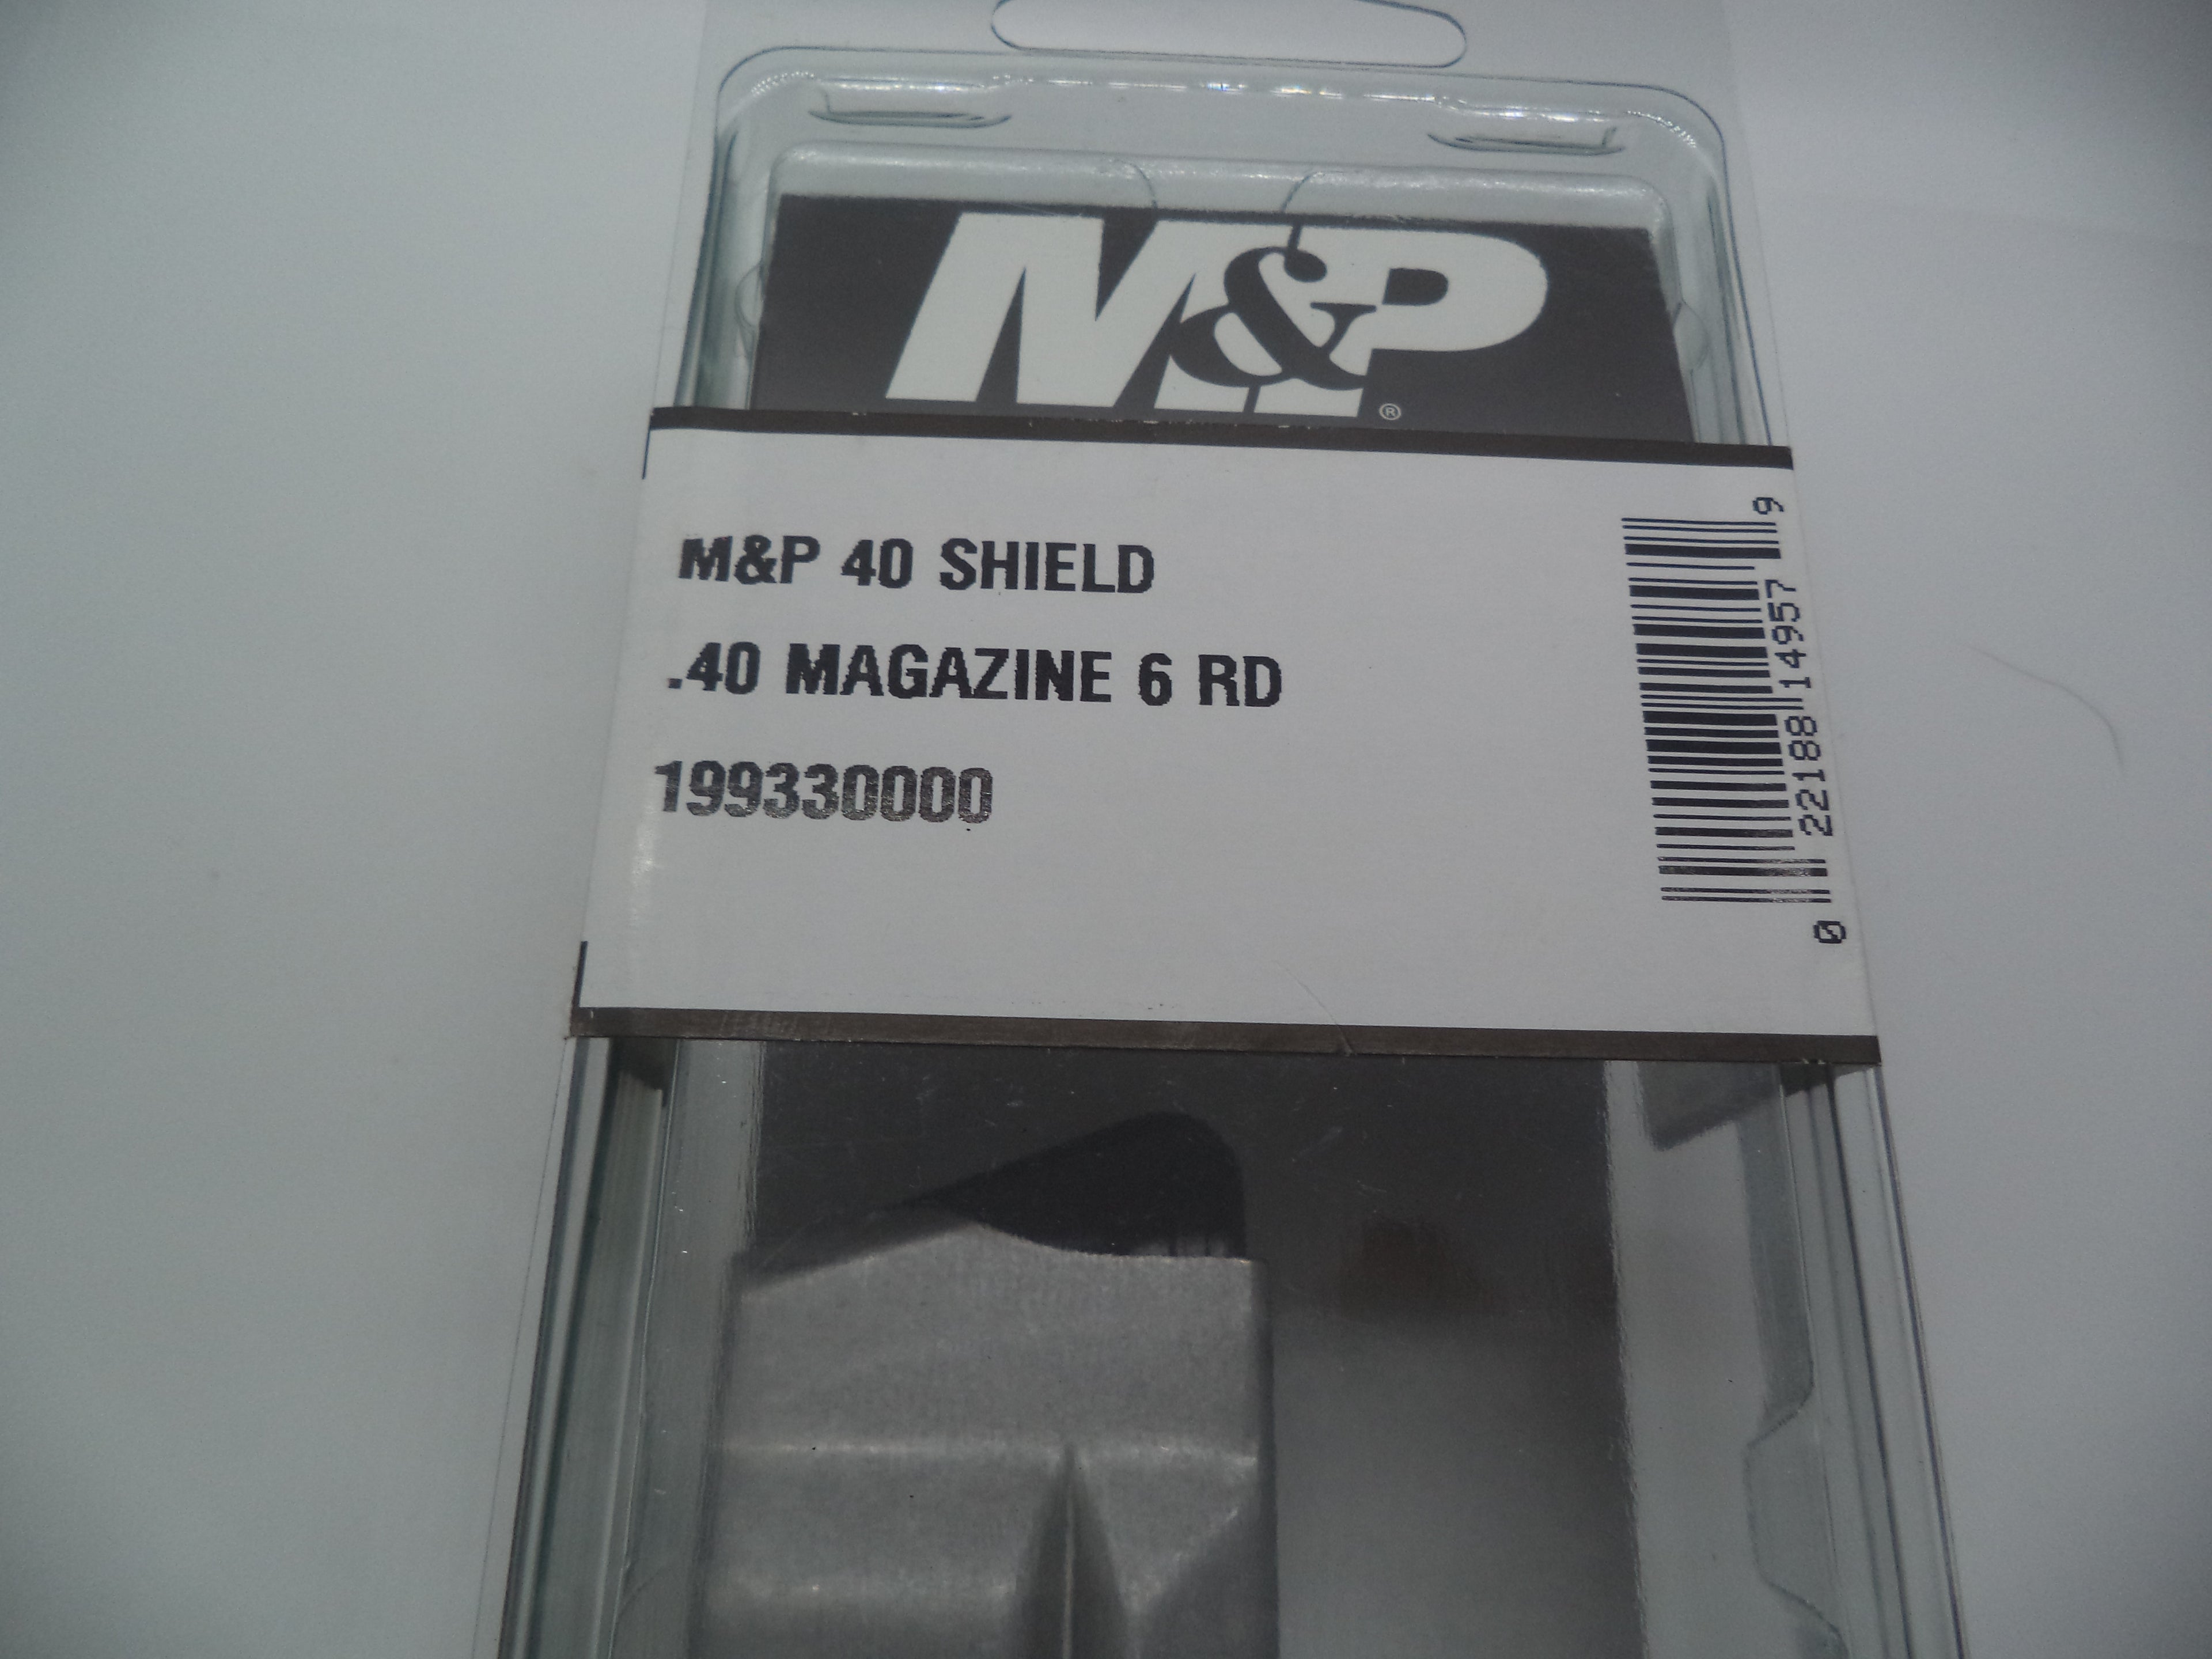 M&P®
M&P 40 SHIELD
.40 MAGAZINE 6 RD
199330000
0 22188 14957 9